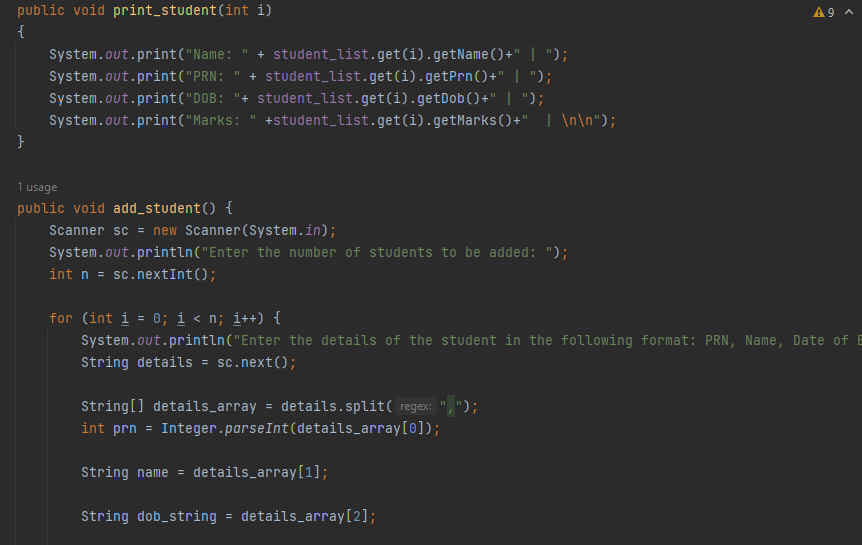 public void print_student(int i)
9
{
System.out.print("Name: " + student_list.get(i).getName()+" | ");
System.out.print("PRN: " + student_list.get(i).getPrn()+" | ");
System.out.print("DOB: "+ student_list.get(i).getDob()+" | ");
System.out.print("Marks: " +student_list.get(i).getMarks()+"  | \n\n");
}
1 usage
public void add_student() {
Scanner sc = new Scanner(System.in);
System.out.println("Enter the number of students to be added: ");
int n = sc.nextInt();
for (int i = 0; i < n; i++) {
System.out.println("Enter the details of the student in the following format: PRN, Name, Date of
String details = sc.next();
String[] details_array = details.split( regex: ",");
int prn = Integer.parseInt(details_array[0]);
String name = details_array[1];
String dob_string = details_array[2];